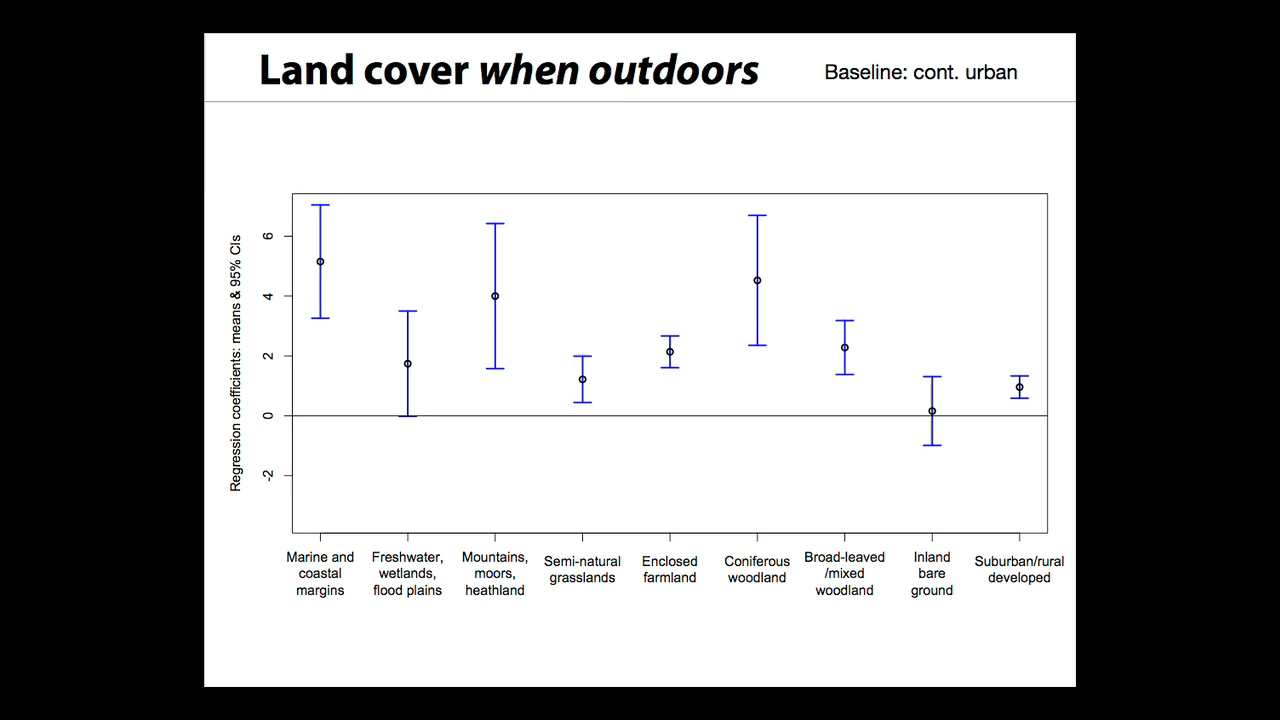 Land cover when outdoors
Baseline: cont. urban
Regression coefficients: means & 95% CIs
6
4
2
0
-2
Marine and
coastal
margins
Freshwater,
wetlands,
flood plains
Mountains,
moors,
heathland
Semi-natural
grasslands
Enclosed
farmland
Coniferous
woodland
Broad-leaved
/mixed
woodland
Inland
bare
ground
Suburban/rural
developed